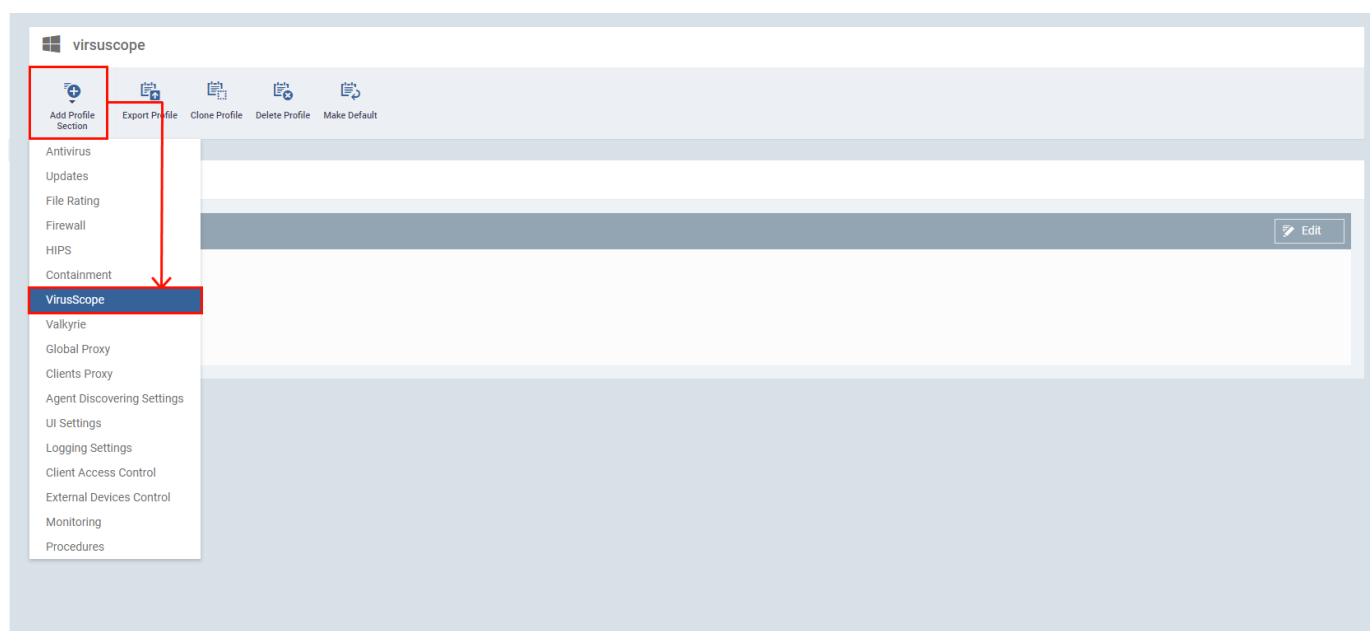 virsuscope
Add Profile
Section
Export Profile
Clone Profile
Delete Profile
Make Default
Antivirus
Updates
File Rating
Firewall
Edit
HIPS
Containment
VirusScope
Valkyrie
Global Proxy
Clients Proxy
Agent Discovering Settings
UI Settings
Logging Settings
Client Access Control
External Devices Control
Monitoring
Procedures